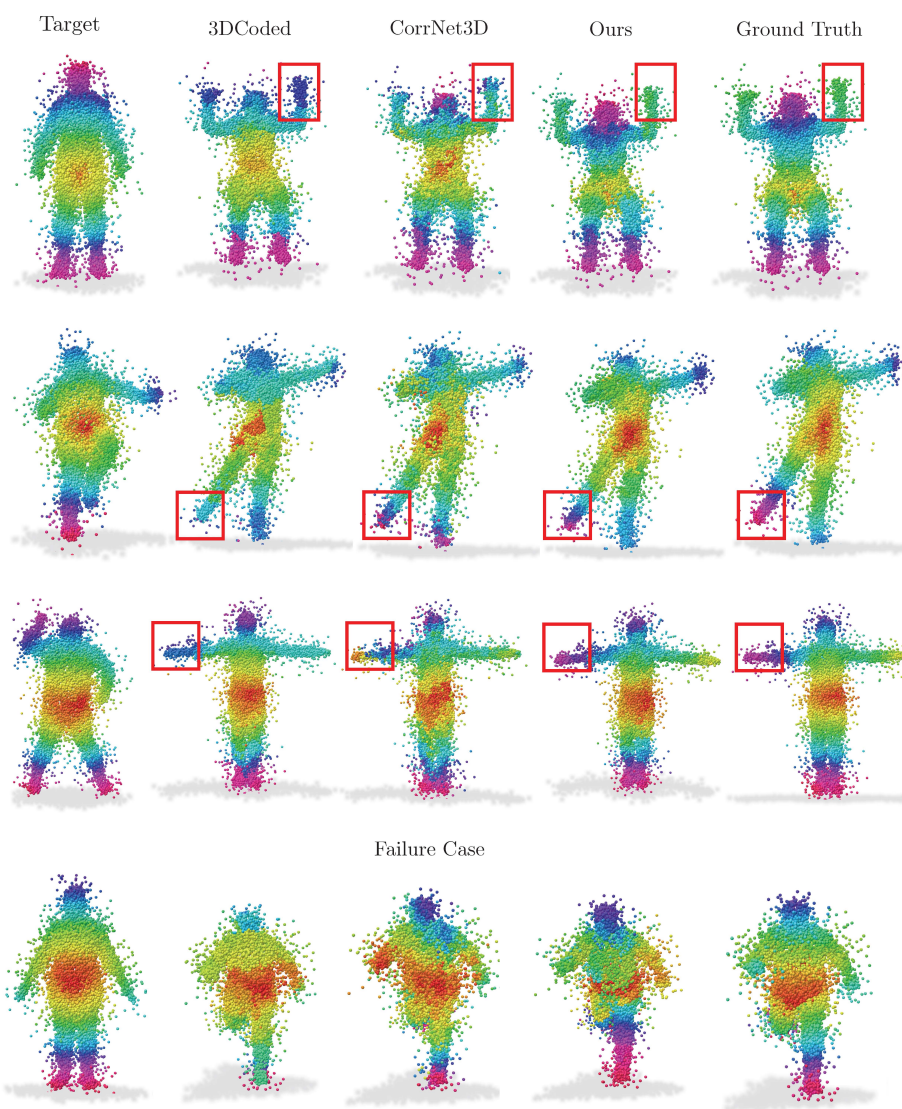 Target
3DCoded
CorrNet3D
Ours
Ground Truth
Failure Case